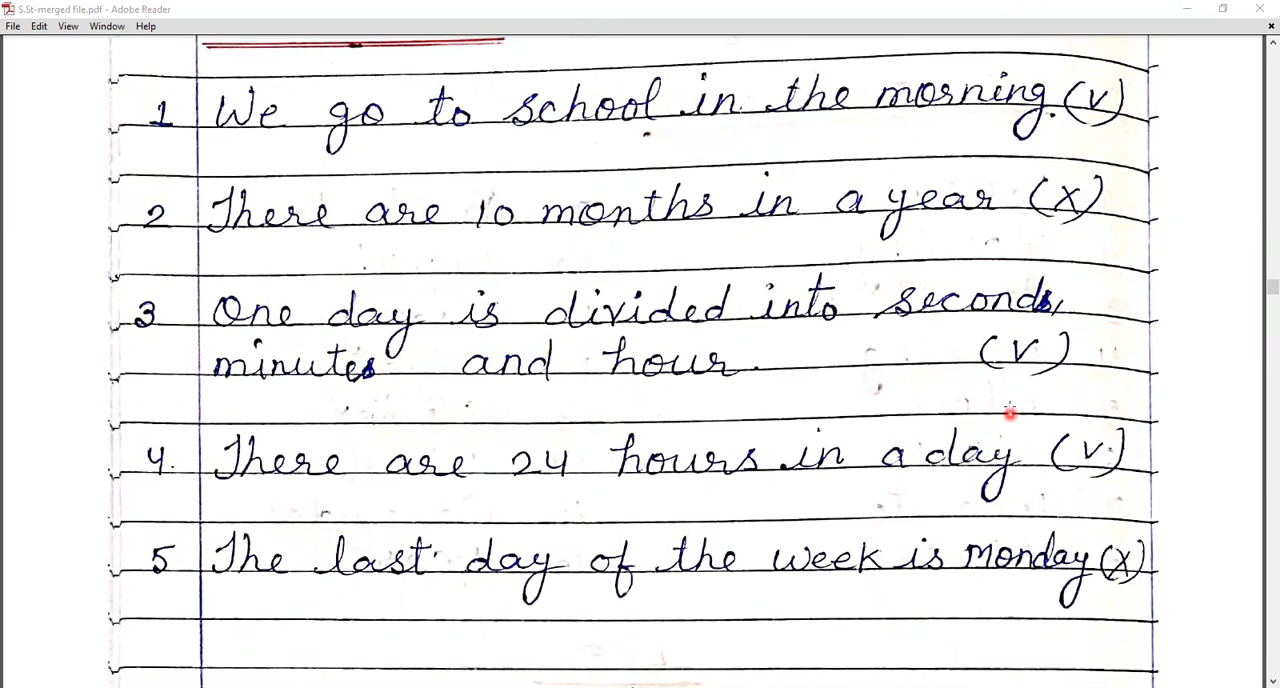 S.St-merged file.pdf - Adobe Reader
File Edit View Window Help
1 We go to school in the morning. (v)
2 There are 10 months in a year (x)
3 One day is divided into seconds,
minutes and hour. (v)
4. There are 24 hours in a day (v)
5 The last day of the week is Monday (x)